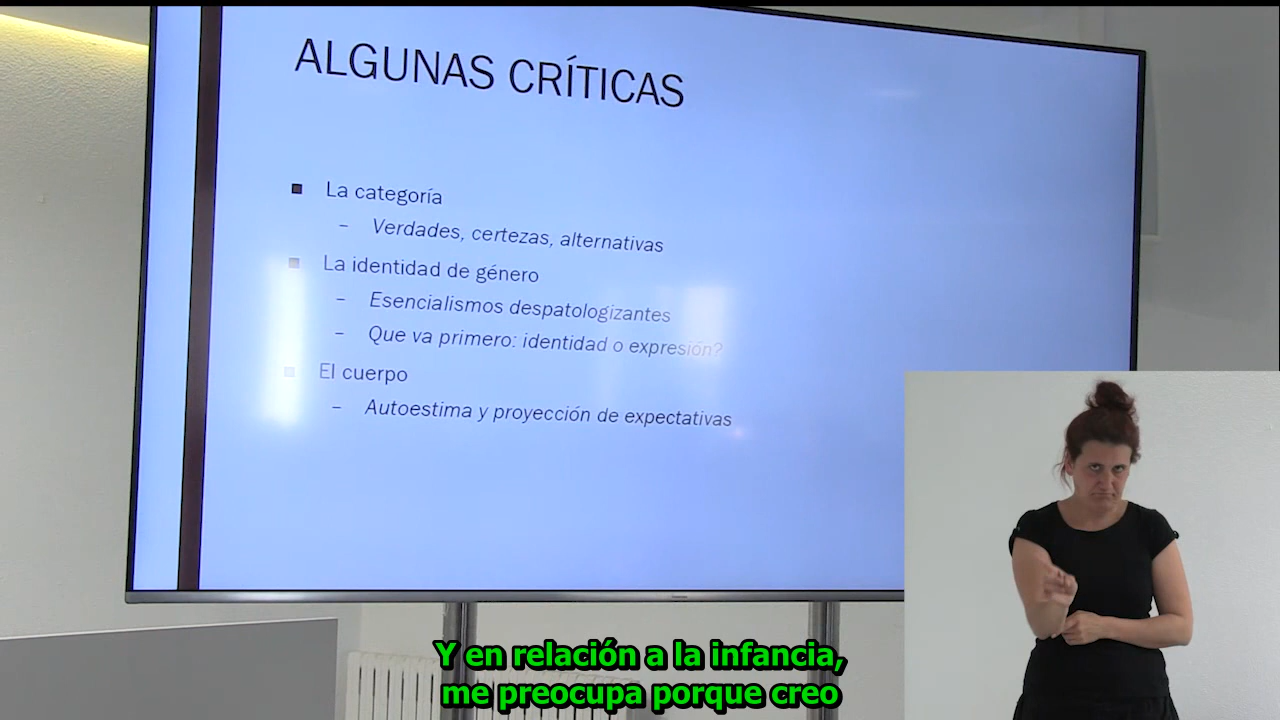 ALGUNAS CRÍTICAS
■ La categoría
– Verdades, certezas, alternativas
■ La identidad de género
– Esencialismos despatologizantes
– Que va primero: identidad o expresión?
■ El cuerpo
– Autoestima y proyección de expectativas
Y en relación a la infancia,
me preocupa porque creo